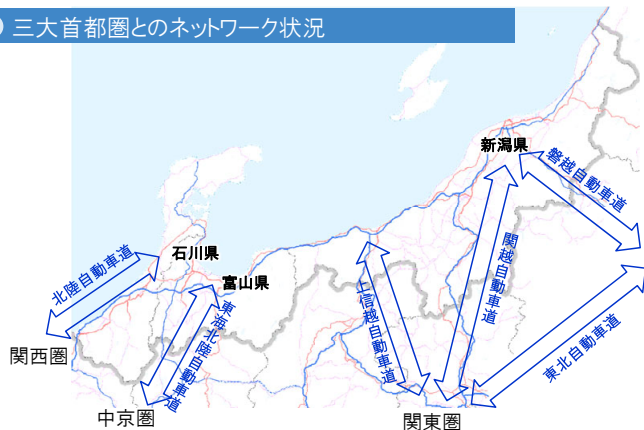 三大首都圏とのネットワーク状況
新潟県
磐越自動車道
石川県
北陸自動車道
富山県
関越自動車道
東海北陸自動車道
上信越自動車道
東北自動車道
関西圏
中京圏
関東圏